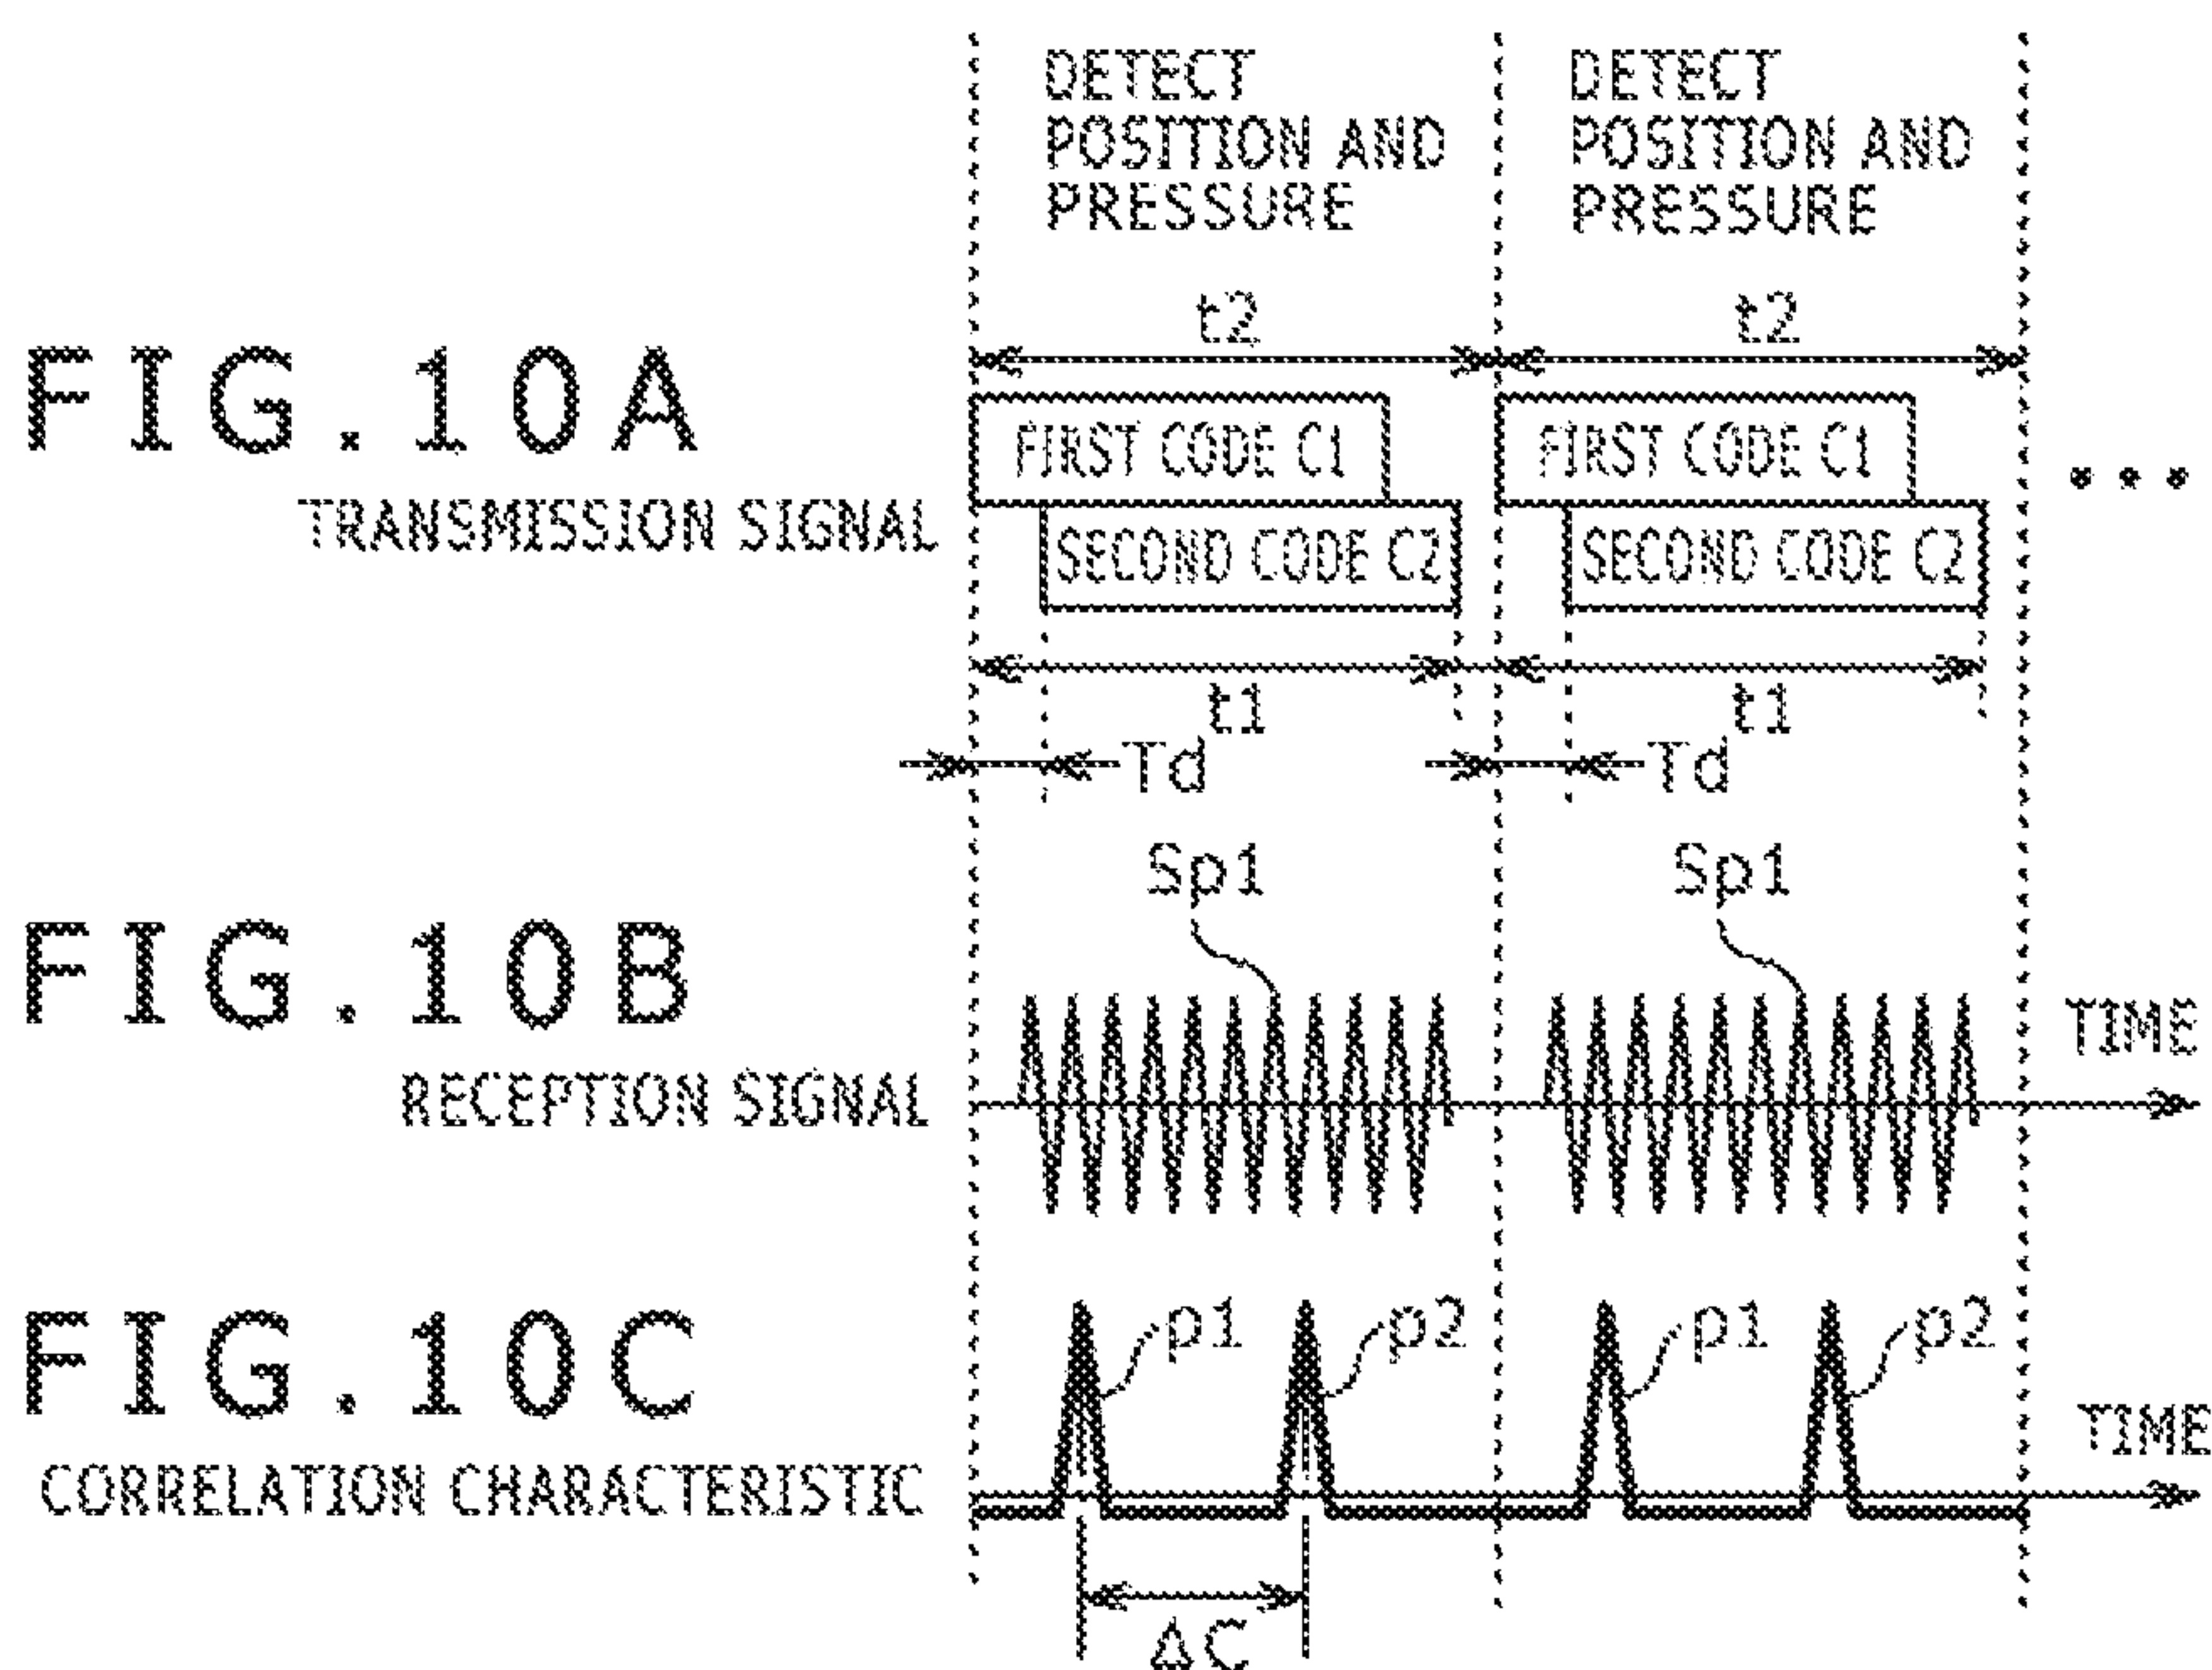 DETECT
POSITION AND
PRESSURE
DETECT
POSITION AND
PRESSURE
t2
t2
FIG.10A
TRANSMISSION SIGNAL
FIRST CODE C1
FIRST CODE C1
...
SECOND CODE C2
SECOND CODE C2
t1
t1
Td
Td
Sp1
Sp1
FIG.10B
RECEPTION SIGNAL
TIME
FIG.10C
CORRELATION CHARACTERISTIC
p1
p2
p1
p2
TIME
ΔC